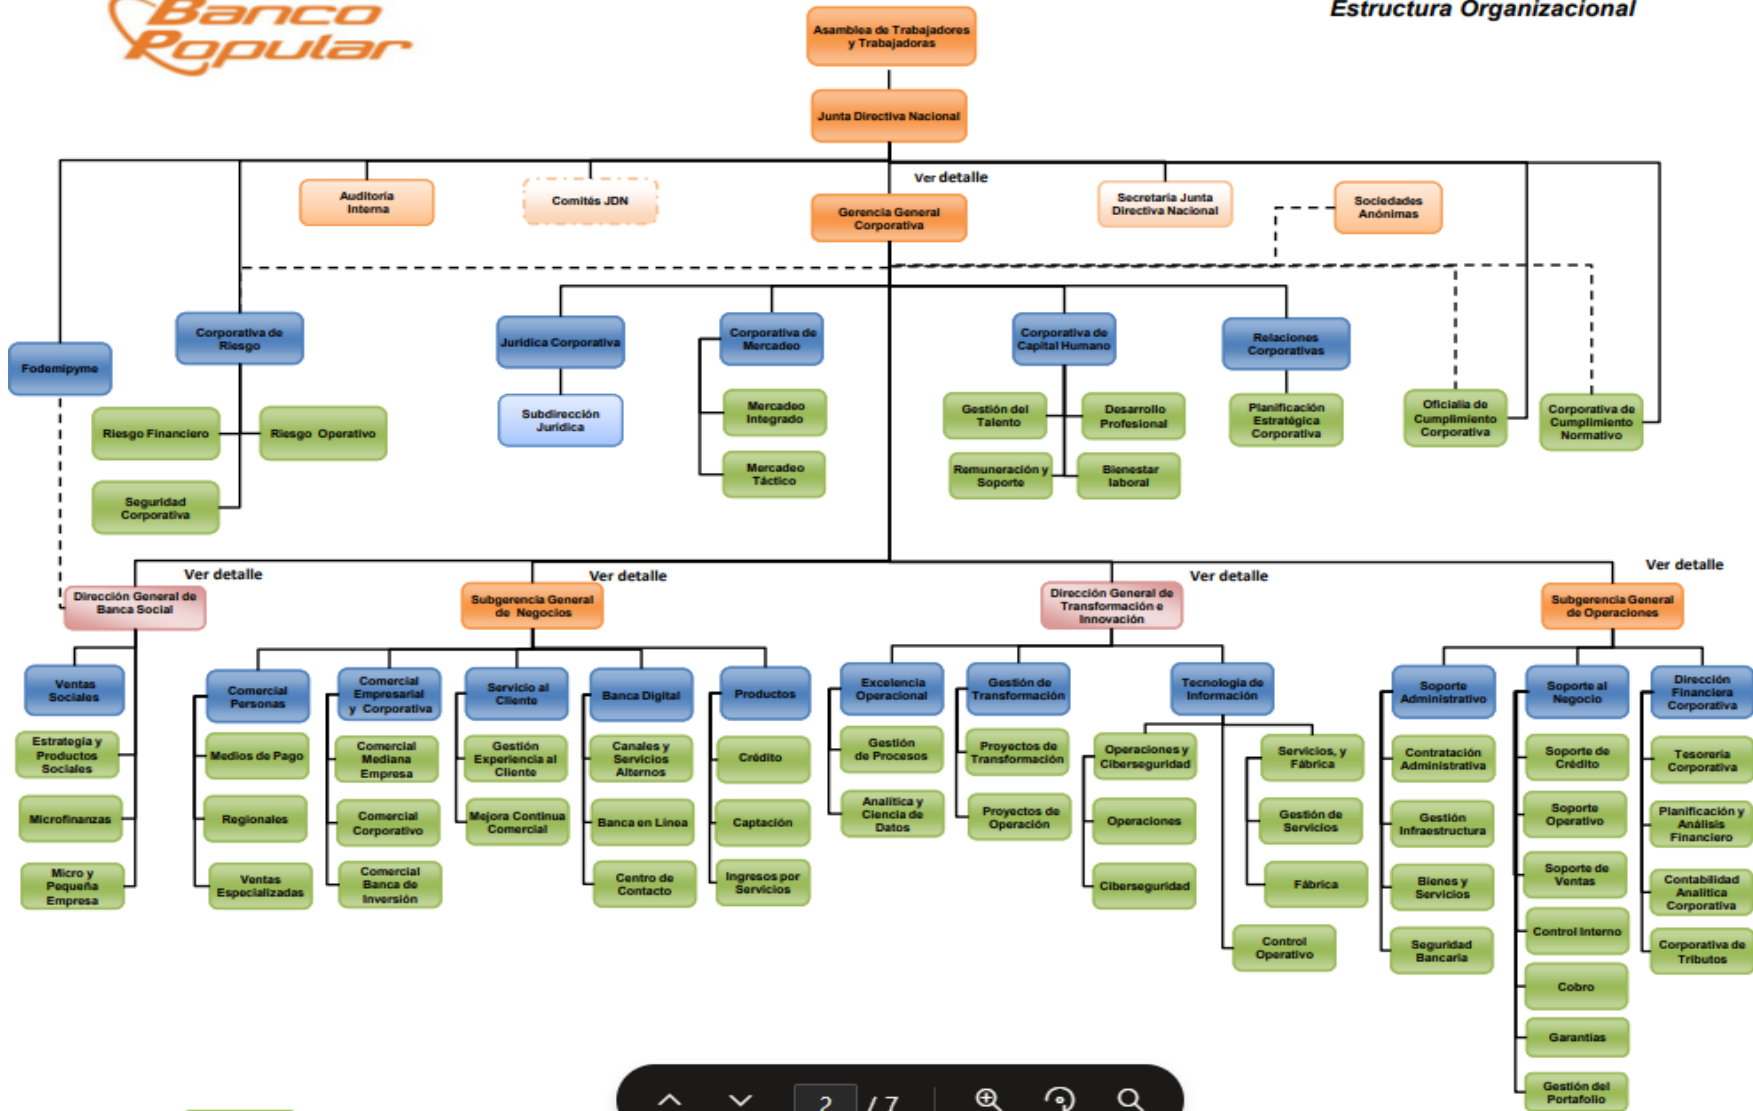 Banco
Popular
Estructura Organizacional
Asamblea de Trabajadores
y Trabajadoras
Junta Directiva Nacional
Ver detalle
Auditoría
Interna
Comités JDN
Gerencia General
Corporativa
Secretaría Junta
Directiva Nacional
Sociedades
Anónimas
Fodemipyme
Corporativa de
Riesgo
Jurídica Corporativa
Corporativa de
Mercadeo
Corporativa de
Capital Humano
Relaciones
Corporativas
Riesgo Financiero
Riesgo Operativo
Seguridad
Corporativa
Subdirección
Jurídica
Mercadeo
Integrado
Mercadeo
Táctico
Gestión del
Talento
Desarrollo
Profesional
Remuneración y
Soporte
Bienestar
laboral
Planificación
Estratégica
Corporativa
Oficialía de
Cumplimiento
Corporativa
Corporativa de
Cumplimiento
Normativo
Ver detalle
Ver detalle
Ver detalle
Ver detalle
Dirección General de
Banca Social
Subgerencia General
de Negocios
Dirección General de
Transformación e
Innovación
Subgerencia General
de Operaciones
Ventas
Sociales
Estrategia y
Productos
Sociales
Microfinanzas
Micro y
Pequeña
Empresa
Comercial
Personas
Medios de Pago
Regionales
Ventas
Especializadas
Comercial
Empresarial
y Corporativa
Comercial
Mediana
Empresa
Comercial
Corporativo
Comercial
Banca de
Inversión
Servicio al
Cliente
Gestión
Experiencia al
Cliente
Mejora Continua
Comercial
Banca Digital
Canales y
Servicios
Alternos
Banca en Línea
Centro de
Contacto
Productos
Crédito
Captación
Ingresos por
Servicios
Excelencia
Operacional
Gestión
de Procesos
Analítica y
Ciencia de
Datos
Gestión de
Transformación
Proyectos de
Transformación
Proyectos de
Operación
Tecnología de
Información
Operaciones y
Ciberseguridad
Operaciones
Ciberseguridad
Servicios, y
Fábrica
Gestión de
Servicios
Fábrica
Control
Operativo
Soporte
Administrativo
Contratación
Administrativa
Gestión
Infraestructura
Bienes y
Servicios
Seguridad
Bancaria
Soporte al
Negocio
Soporte de
Crédito
Soporte
Operativo
Soporte de
Ventas
Control Interno
Cobro
Garantías
Gestión del
Portafolio
Dirección
Financiera
Corporativa
Tesorería
Corporativa
Planificación y
Análisis
Financiero
Contabilidad
Analítica
Corporativa
Corporativa de
Tributos
2 / 7